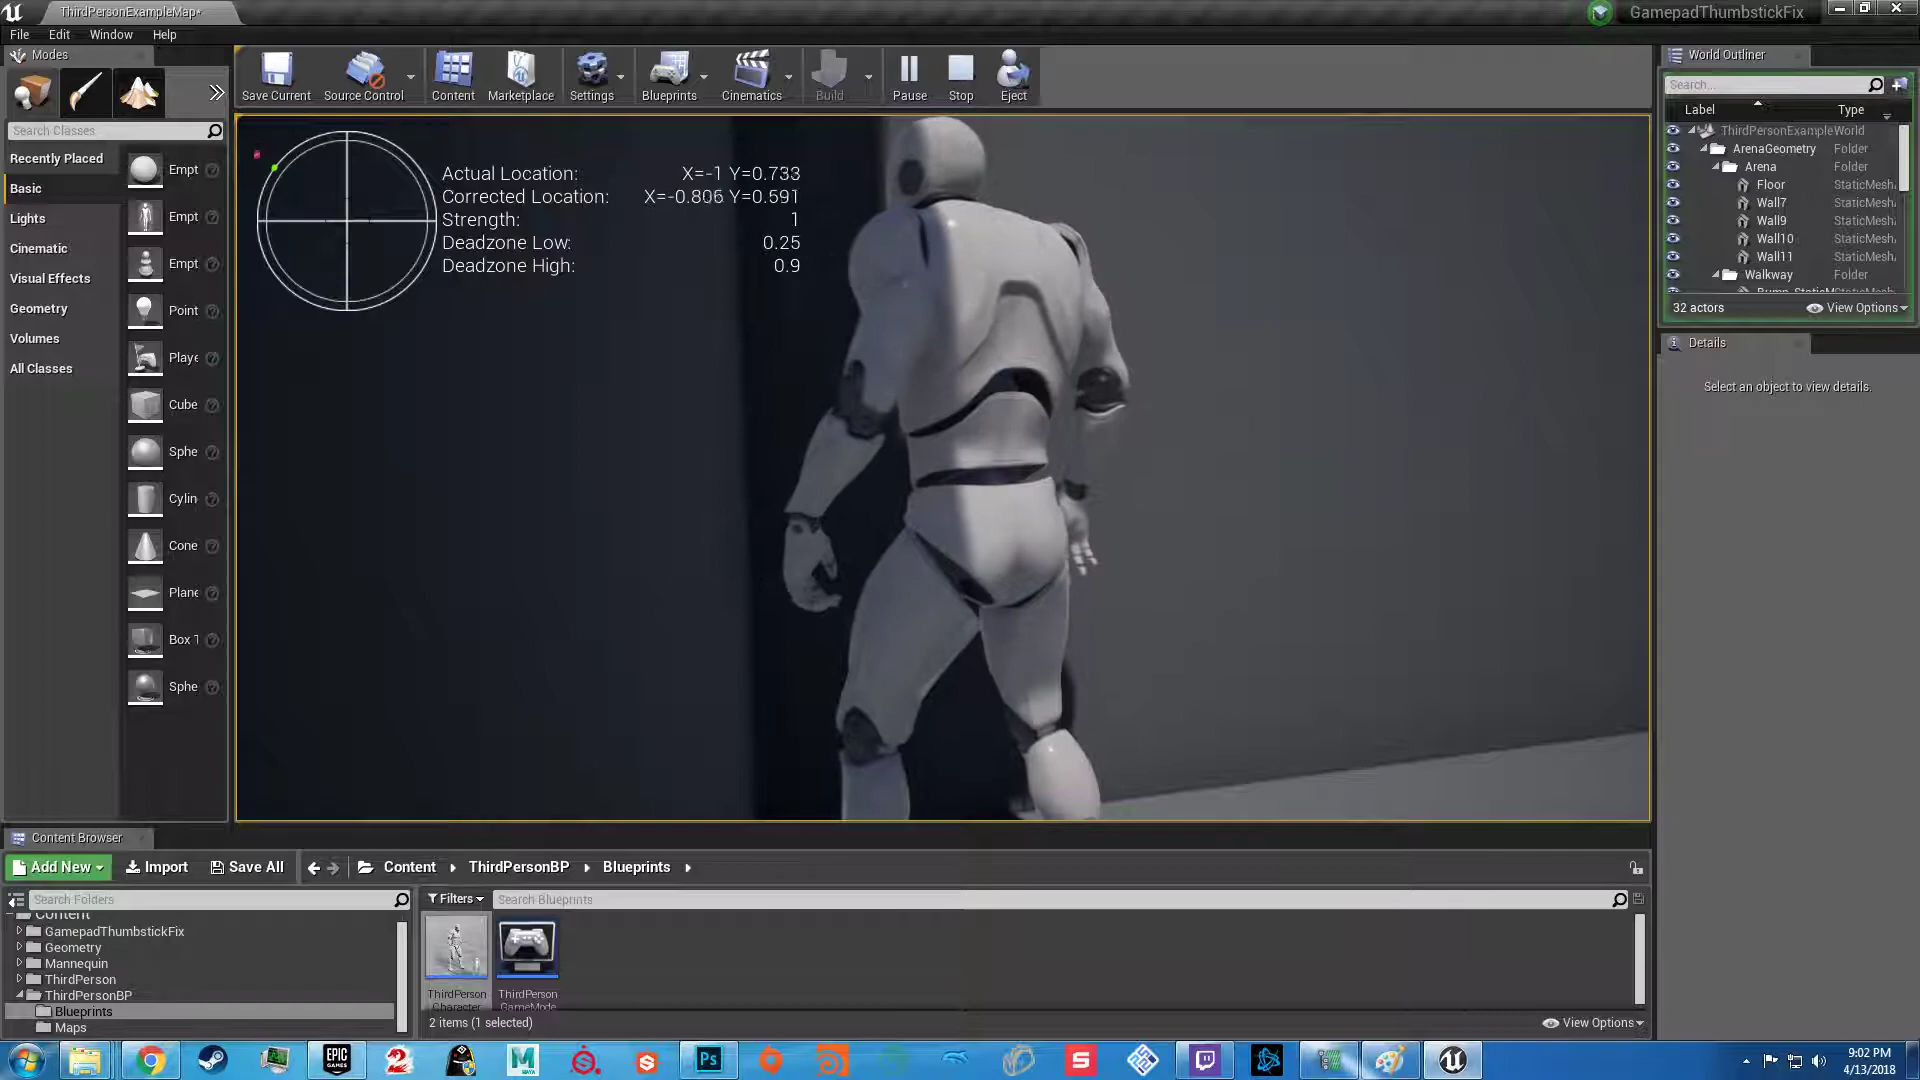 ThirdPersonExampleMap*
GamepadThumbstickFix
File Edit Window Help
Modes
Save Current
Source Control
Content
Marketplace
Settings
Blueprints
Cinematics
Build
Pause
Stop
Eject
Search Classes
Recently Placed
Basic
Lights
Cinematic
Visual Effects
Geometry
Volumes
All Classes
Empt
Empt
Empt
Point
Playe
Cube
Sphe
Cylin
Cone
Plane
Box T
Sphe
Actual Location: X=-1 Y=0.733
Corrected Location: X=-0.806 Y=0.591
Strength: 1
Deadzone Low: 0.25
Deadzone High: 0.9
World Outliner
Search...
Label Type
ThirdPersonExample World
ArenaGeometry Folder
Arena Folder
Floor StaticMesh
Wall7 StaticMesh
Wall9 StaticMesh
Wall10 StaticMesh
Wall11 StaticMesh
Walkway Folder
32 actors View Options
Details
Select an object to view details.
Content Browser
Add New Import Save All Content ThirdPersonBP Blueprints
Search Folders
Content
GamepadThumbstickFix
Geometry
Mannequin
ThirdPerson
ThirdPersonBP
Blueprints
Maps
Filters Search Blueprints
ThirdPerson
Character
ThirdPerson
GameMode
2 items (1 selected) View Options
EPIC
GAMES
Ps
9:02 PM
4/13/2018